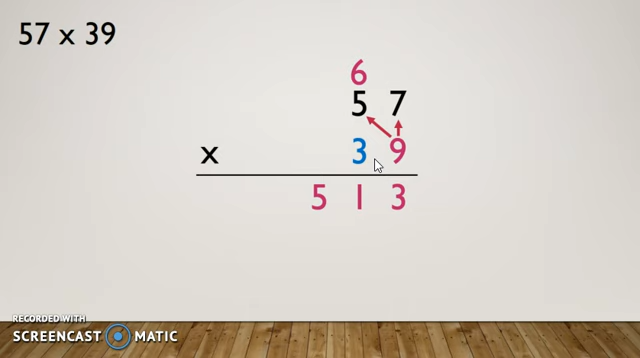 57 x 39
6
5 7
x 3 9
5 1 3
RECORDED WITH
SCREENCAST MATIC